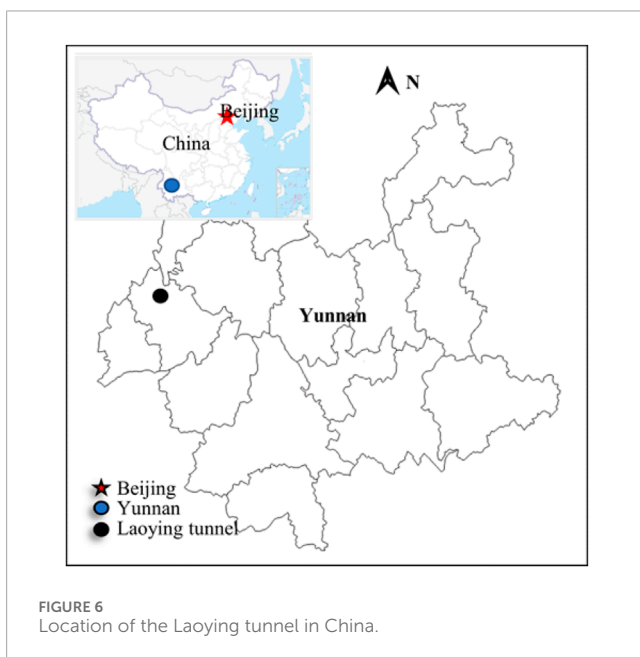 N
Beijing
China
Yunnan
Beijing
Yunnan
Laoying tunnel
FIGURE 6
Location of the Laoying tunnel in China.